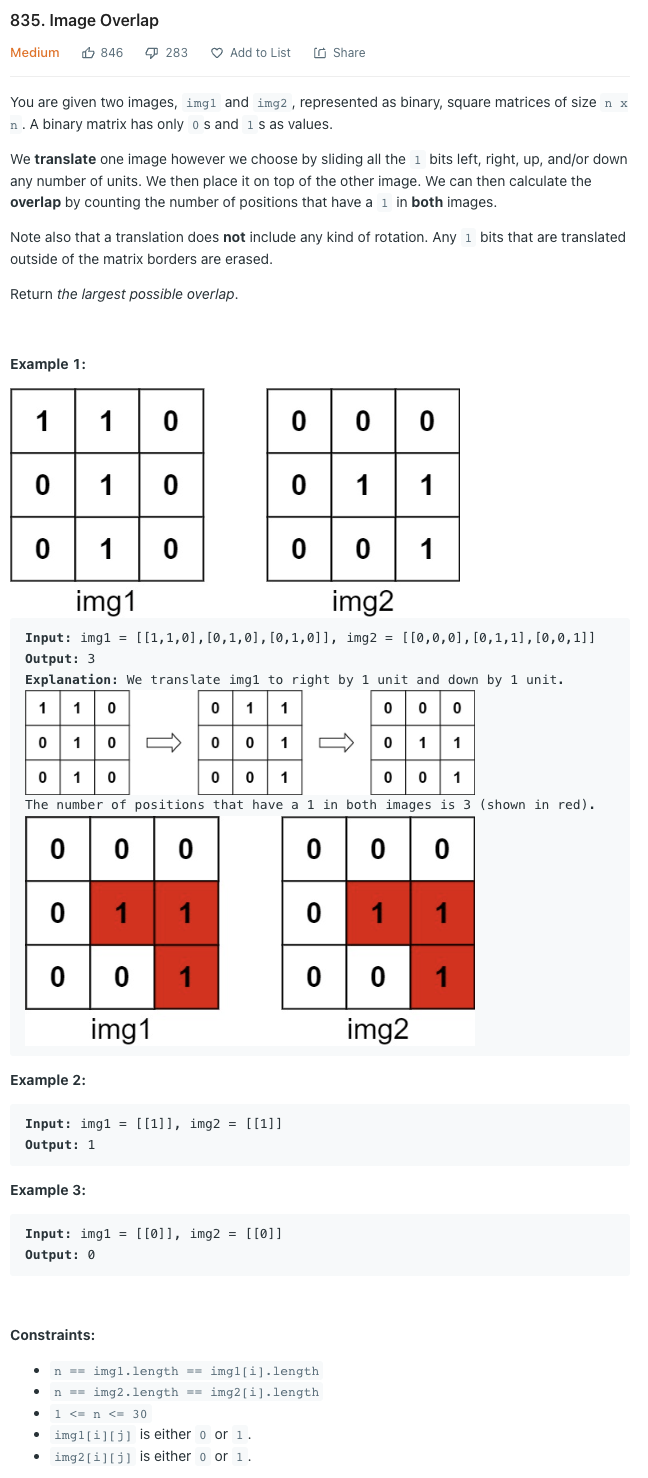 835. Image Overlap
Medium 846 283 Add to List Share
You are given two images, img1 and img2 , represented as binary, square matrices of size n x
n . A binary matrix has only 0 s and 1 s as values.
We translate one image however we choose by sliding all the 1 bits left, right, up, and/or down
any number of units. We then place it on top of the other image. We can then calculate the
overlap by counting the number of positions that have a 1 in both images.
Note also that a translation does not include any kind of rotation. Any 1 bits that are translated
outside of the matrix borders are erased.
Return the largest possible overlap.
Example 1:
1 1 0 0 0 0
0 1 0 0 1 1
0 1 0 0 0 1
img1 img2
Input: img1 = [[1,1,0],[0,1,0],[0,1,0]], img2 = [[0,0,0],[0,1,1],[0,0,1]]
Output: 3
Explanation: We translate img1 to right by 1 unit and down by 1 unit.
1 1 0 0 1 1 0 0 0
0 1 0 0 0 1 0 1 1
0 1 0 0 0 1 0 0 1
The number of positions that have a 1 in both images is 3 (shown in red).
0 0 0 0 0 0
0 1 1 0 1 1
0 0 1 0 0 1
img1 img2
Example 2:
Input: img1 = [[1]], img2 = [[1]]
Output: 1
Example 3:
Input: img1 = [[0]], img2 = [[0]]
Output: 0
Constraints:
• n == img1.length == img1[i].length
• n == img2.length == img2[i].length
• 1 <= n <= 30
• img1[i][j] is either 0 or 1 .
• img2[i][j] is either 0 or 1 .